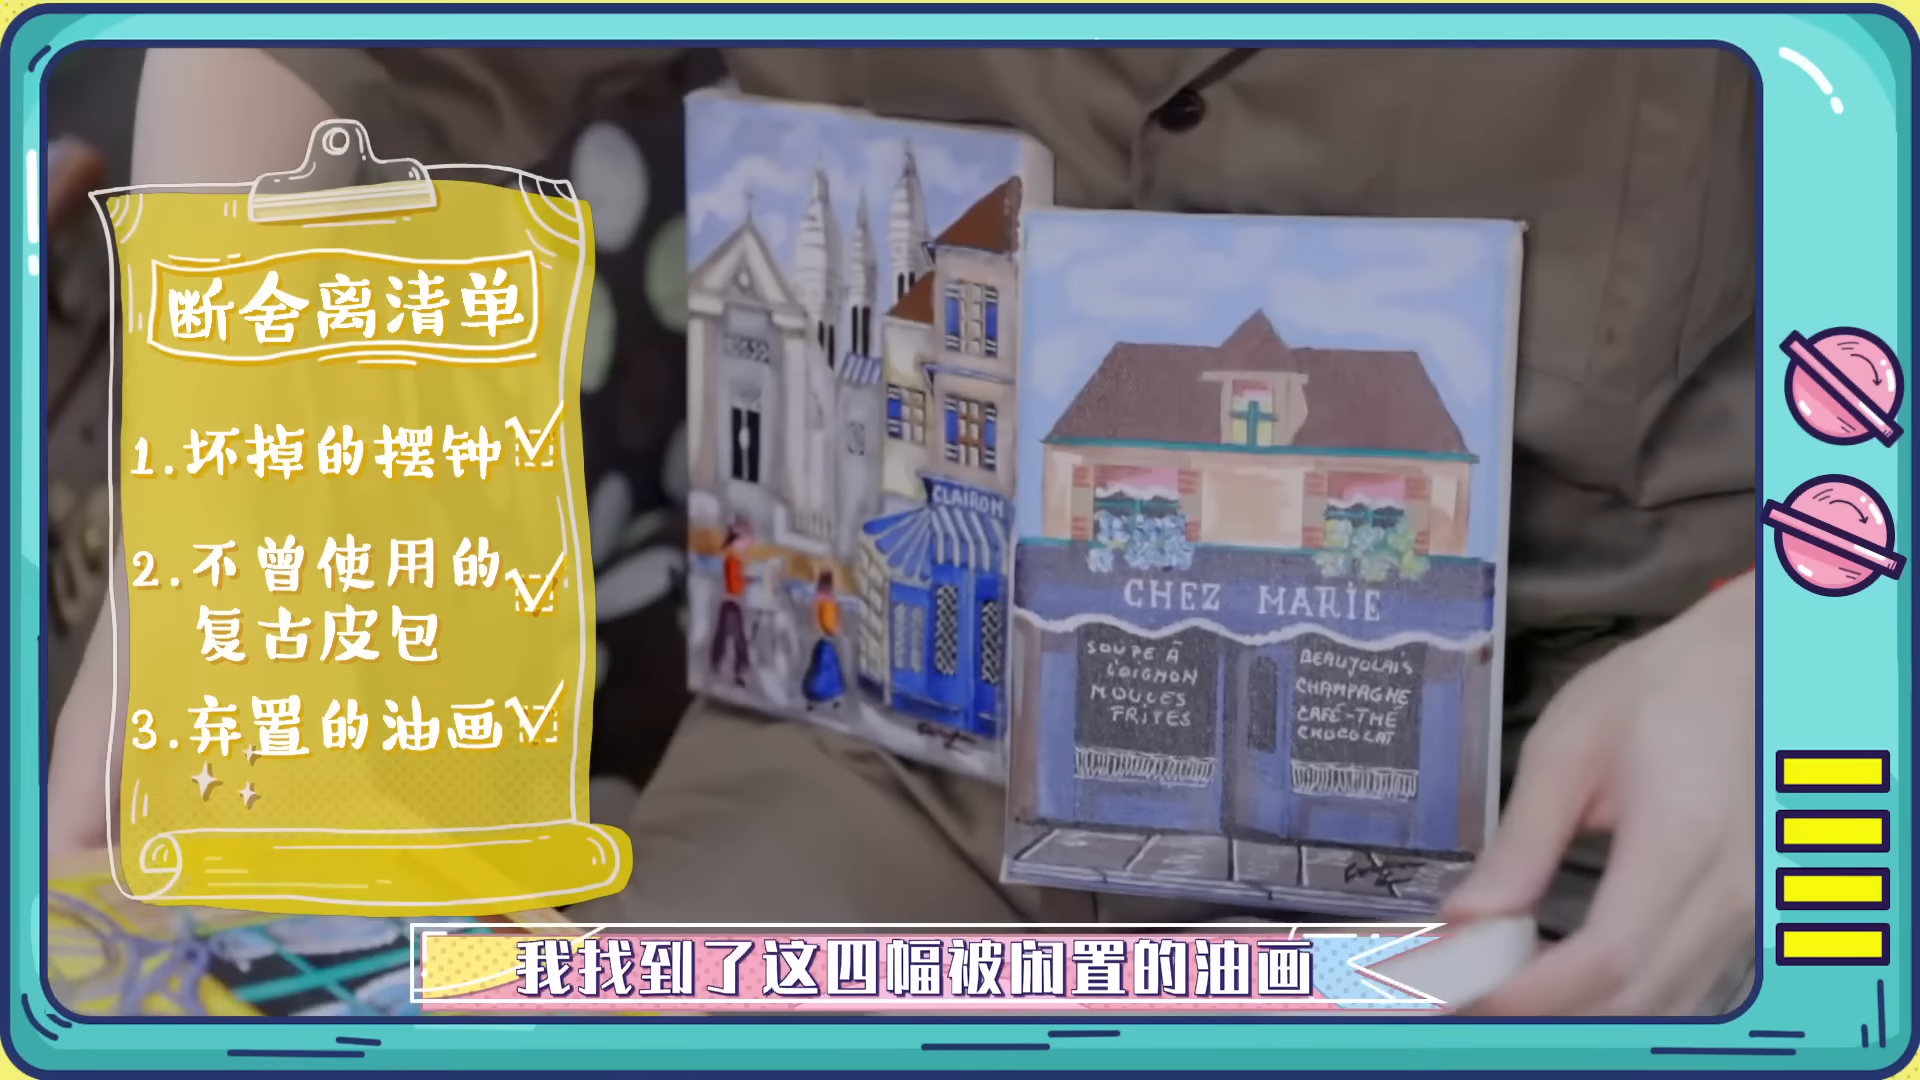 断舍离清单
1.坏掉的摆钟
2.不曾使用的
复古皮包
3.弃置的油画
CLAIRON
CHEZ MARIE
SOUPE À
L'OIGNON
MOULES
FRITES
BEAUJOLAIS
CHAMPAGNE
CAFÉ-THÉ
CHOCOLAT
我找到了这四幅被闲置的油画